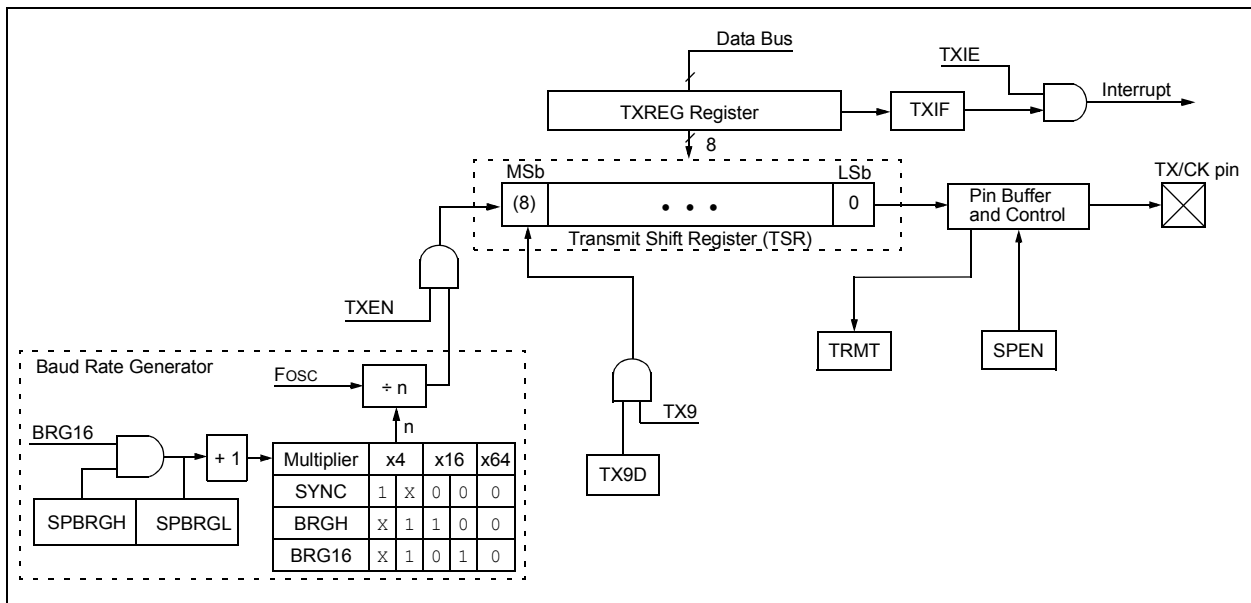 Data Bus
TXIE
Interrupt
TXREG Register
TXIF
8
MSb
LSb
TX/CK pin
(8)
• • •
0
Pin Buffer
and Control
Transmit Shift Register (TSR)
TXEN
TRMT
SPEN
Baud Rate Generator
FOSC
÷ n
n
TX9
BRG16
+ 1
Multiplier x4 x16 x64
TX9D
SYNC 1 X 0 0 0
SPBRGH SPBRGL
BRGH X 1 1 0 0
BRG16 X 1 0 1 0